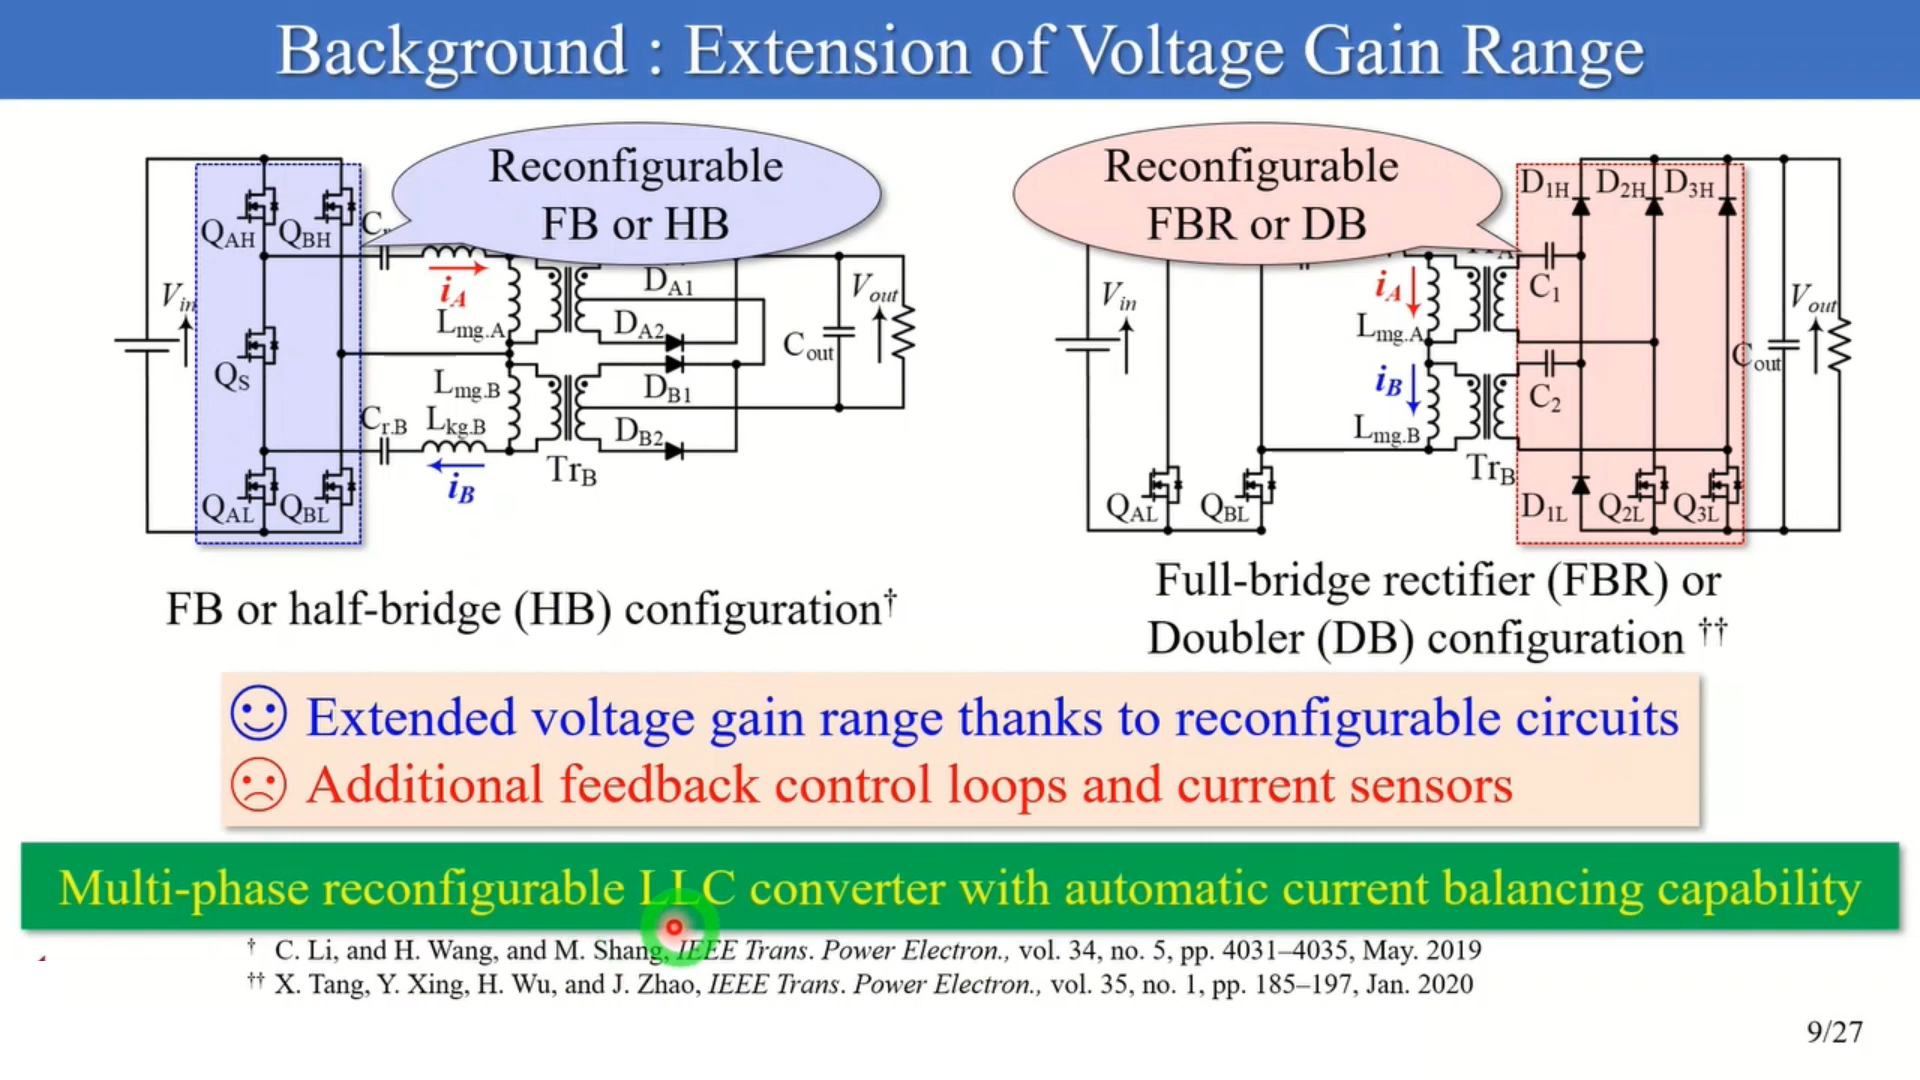 Background : Extension of Voltage Gain Range
Reconfigurable
FB or HB
QAH
QBH
Vin
iA
Lmg.A
QS
Lmg.B
Cr.B
Lkg.B
iB
QAL
QBL
TrB
DA1
DA2
DB1
DB2
Cout
Vout
FB or half-bridge (HB) configuration†
Reconfigurable
FBR or DB
Vin
iA
Lmg.A
iB
Lmg.B
QAL
QBL
TrB
D1H
D2H
D3H
C1
C2
D1L
Q2L
Q3L
Cout
Vout
Full-bridge rectifier (FBR) or
Doubler (DB) configuration ††
Extended voltage gain range thanks to reconfigurable circuits
Additional feedback control loops and current sensors
Multi-phase reconfigurable LLC converter with automatic current balancing capability
† C. Li, and H. Wang, and M. Shang, IEEE Trans. Power Electron., vol. 34, no. 5, pp. 4031–4035, May. 2019
†† X. Tang, Y. Xing, H. Wu, and J. Zhao, IEEE Trans. Power Electron., vol. 35, no. 1, pp. 185–197, Jan. 2020
9/27